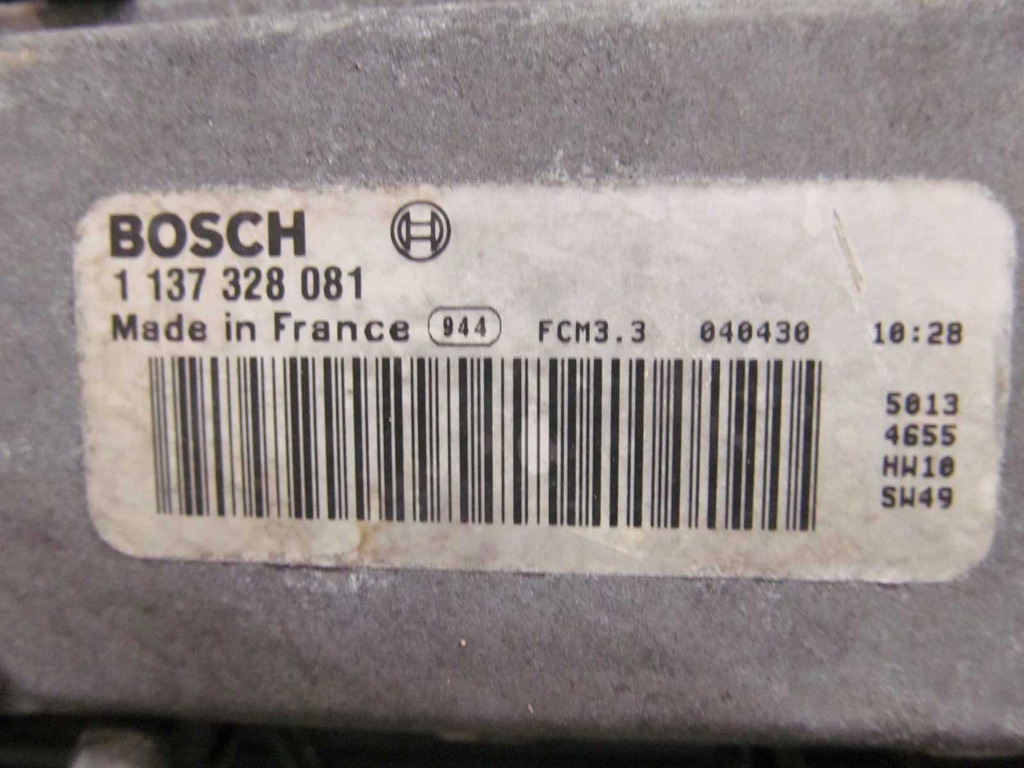 BOSCH
1 137 328 081
Made in France 944 FCM3.3 040430 10:28
5013
4655
HW10
SW49